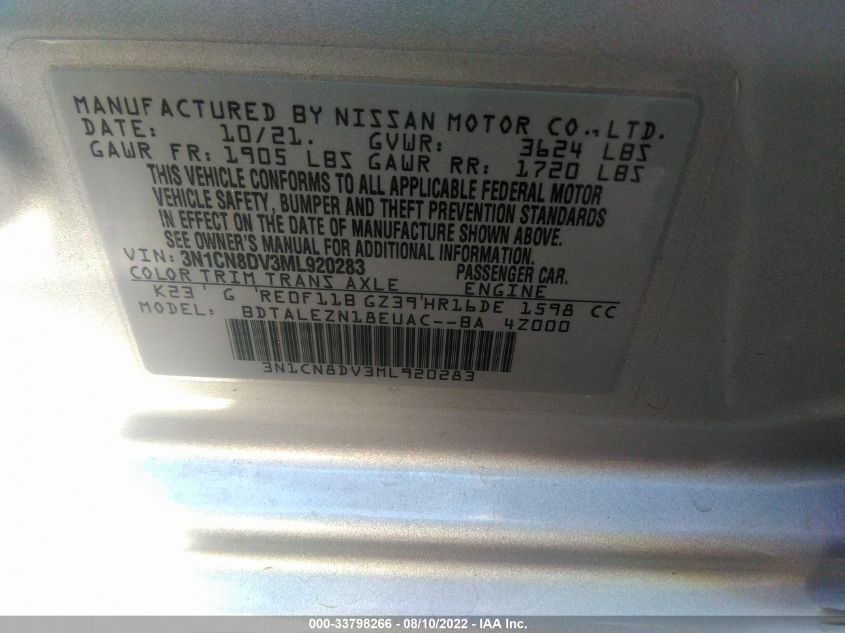 MANUFACTURED BY NISSAN MOTOR CO., LTD.
DATE: 10/21. GVWR: 3624 LBS
GAWR FR: 1905 LBS GAWR RR: 1720 LBS
THIS VEHICLE CONFORMS TO ALL APPLICABLE FEDERAL MOTOR
VEHICLE SAFETY, BUMPER AND THEFT PREVENTION STANDARDS
IN EFFECT ON THE DATE OF MANUFACTURE SHOWN ABOVE.
SEE OWNER'S MANUAL FOR ADDITIONAL INFORMATION.
VIN: 3N1CN8DV3ML920283 PASSENGER CAR.
COLOR TRIM TRANS AXLE ENGINE
K23' G 'RE0F11B GZ39'HR16DE 1598 CC
MODEL: BDTALEZN18EUAC--BA 4Z000
3N1CN8DV3ML920283
000-33798266 - 08/10/2022 - IAA Inc.